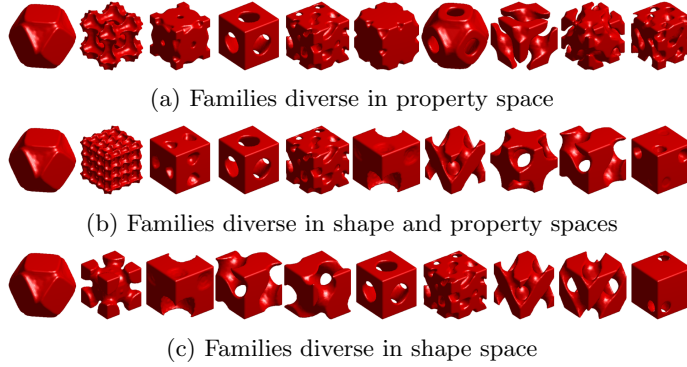 (a) Families diverse in property space
(b) Families diverse in shape and property spaces
(c) Families diverse in shape space